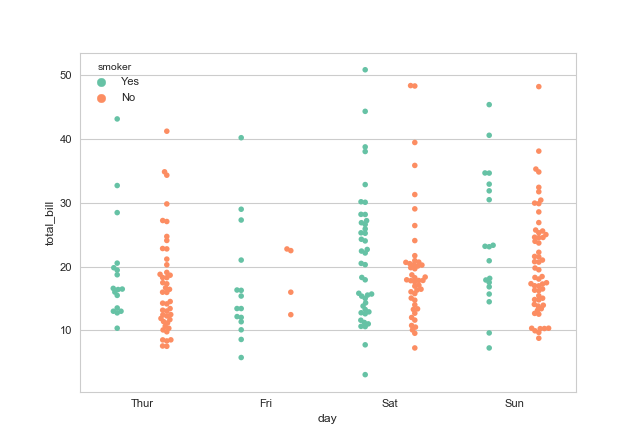 smoker
Yes
No
50
40
30
20
10
total_bill
Thur Fri Sat Sun
day